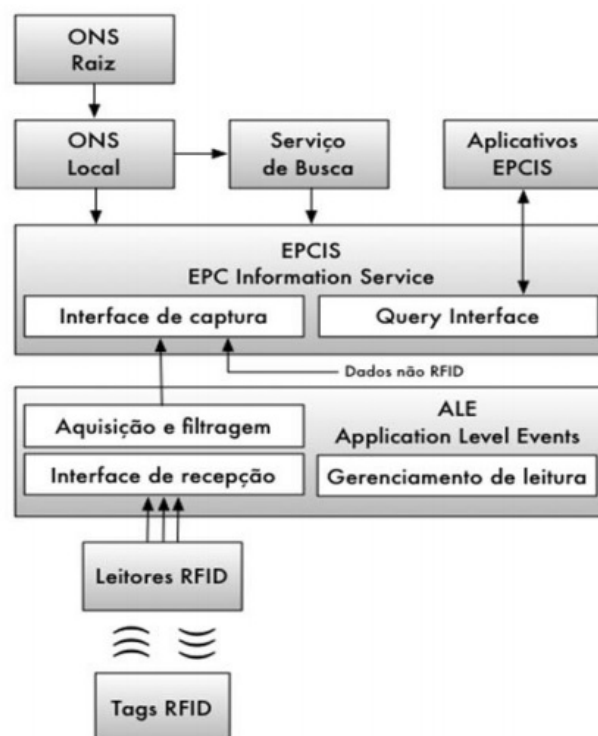 ONS
Raiz
ONS
Local
Serviço
de Busca
Aplicativos
EPCIS
EPCIS
EPC Information Service
Interface de captura
Query Interface
Dados não RFID
ALE
Application Level Events
Aquisição e filtragem
Interface de recepção
Gerenciamento de leitura
Leitores RFID
Tags RFID